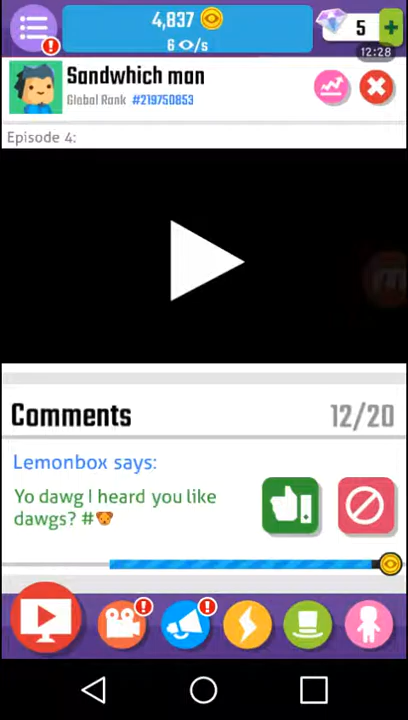 4,837
6 /s
5
12:28
Sandwhich man
Global Rank #219750853
Episode 4:
Comments 12/20
Lemonbox says:
Yo dawg I heard you like
dawgs? #🐶